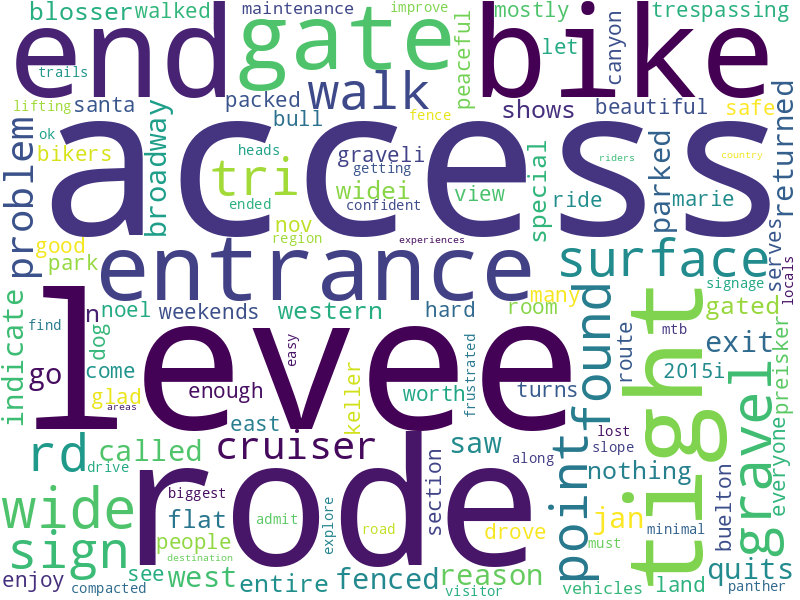 blosser
walked
maintenance
improve
mostly
trespassing
end
gate
bike
let
canyon
trails
peaceful
lifting
santa
packed
walk
shows
beautiful
safe
returned
bull
fence
ok
bikers
broadway
access
heads
graveli
getting
riders
country
problem
tri
widei
view
special
ride
parked
marie
ended
confident
nov
region
experiences
good
park
entrance
surface
serves
locals
signage
indicate
n
noel
weekends
western
hard
many
room
found
tight
gated
find
dog
levee
easy
mtb
route
exit
preisker
go
come
glad
enough
worth
turns
2015i
areas
east
keller
frustrated
gravel
everyone
rd
called
cruiser
saw
point
lost
slope
drive
rode
section
along
nothing
buelton
wide
biggest
flat
people
admit
explore
road
drove
jan
minimal
sign
destination
must
enjoy
compacted
see
west
entire
fenced
reason
visitor
vehicles
land
quits
panther